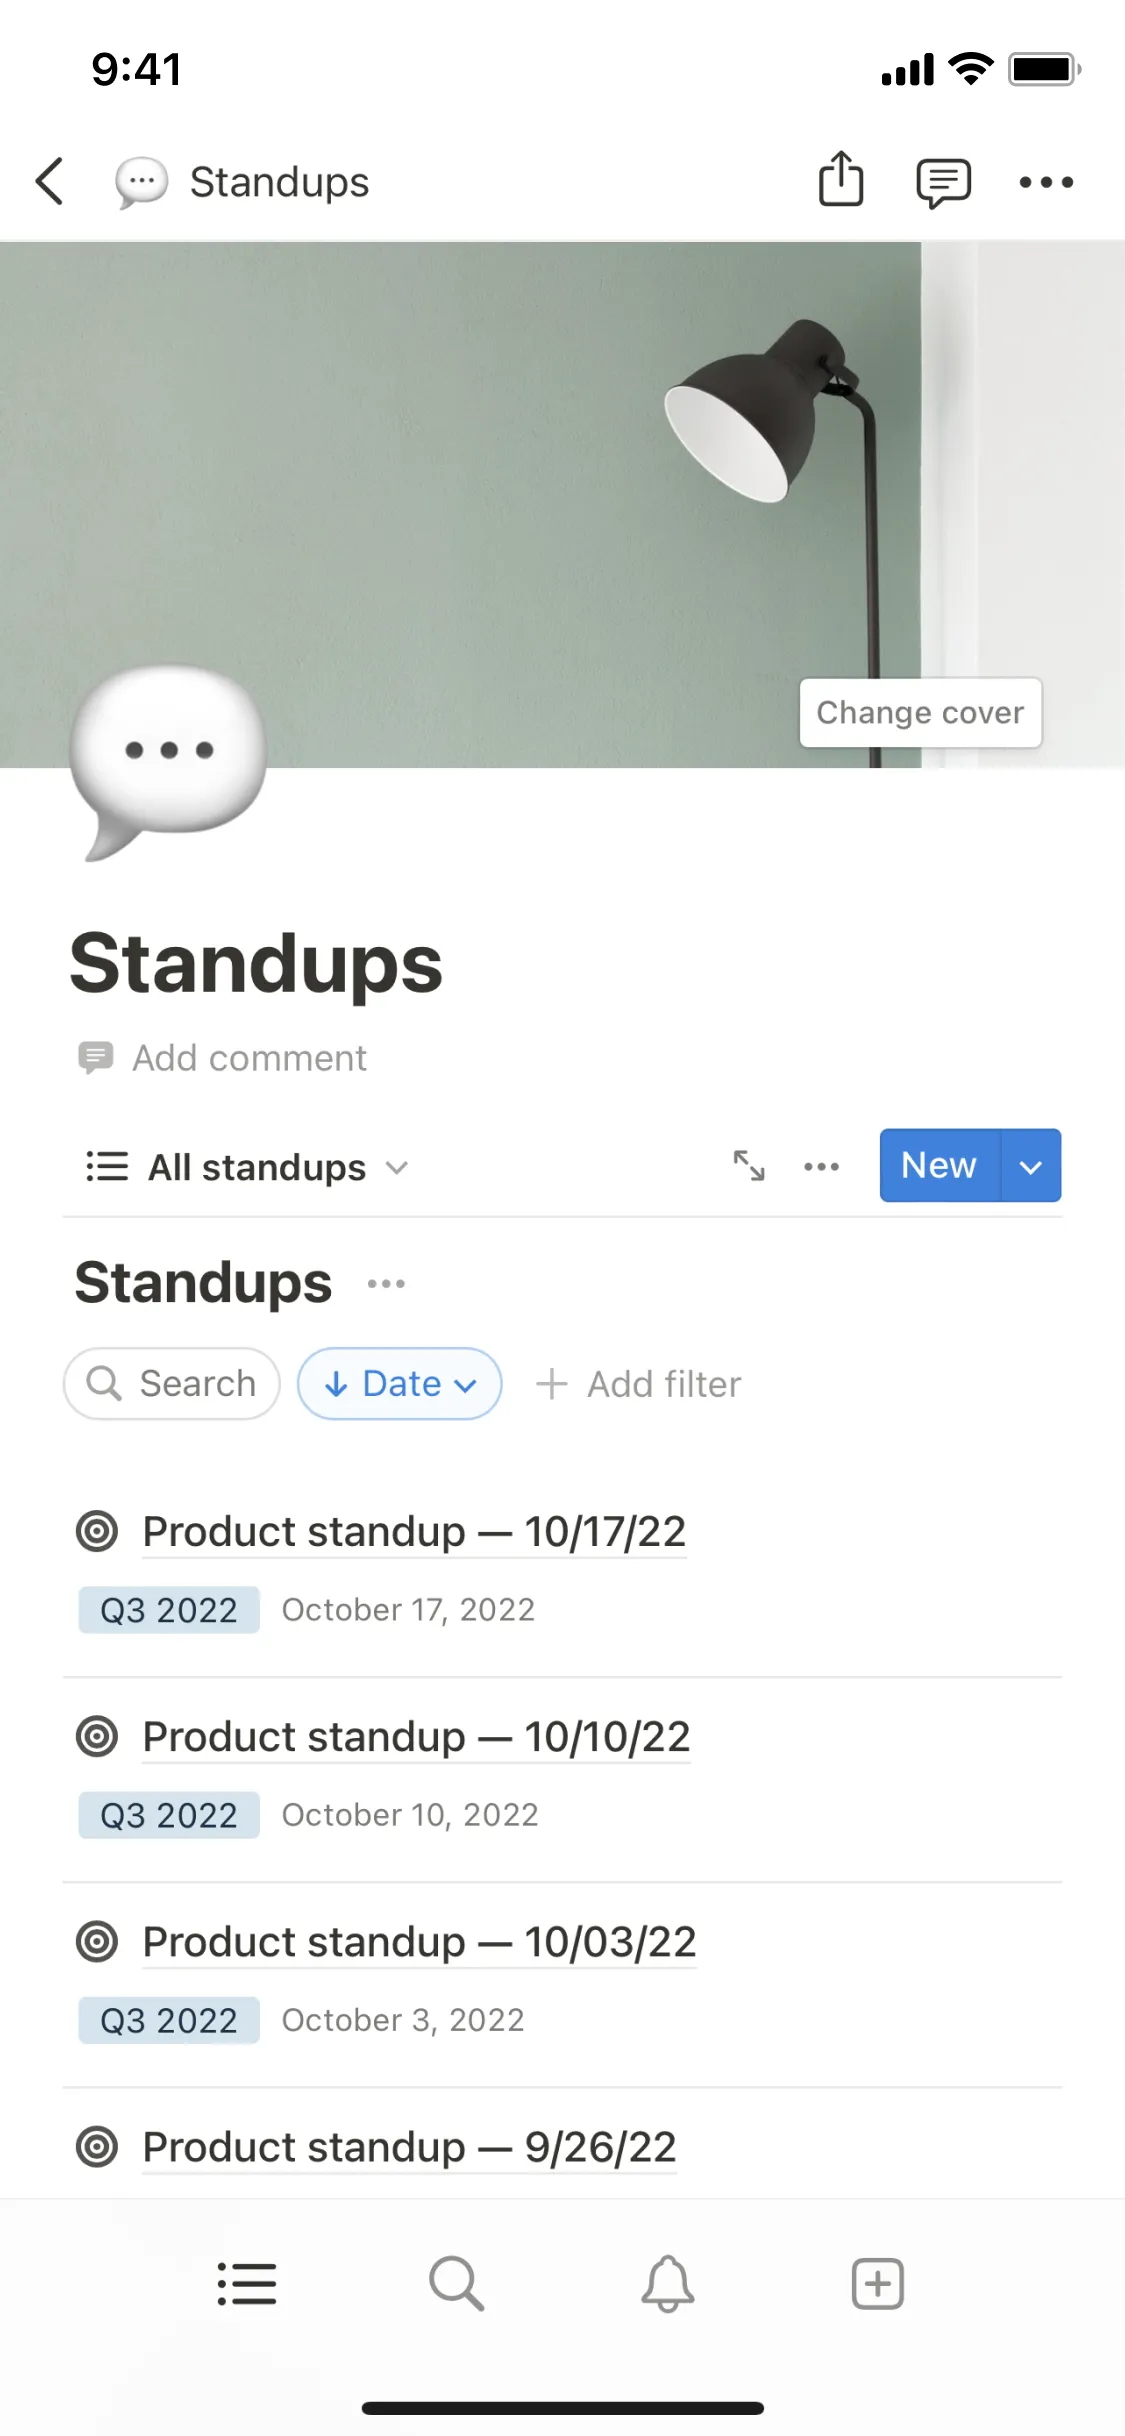 9:41
Standups
Change cover
Standups
Add comment
All standups
New
Standups
Search
Date
Add filter
Product standup — 10/17/22
Q3 2022 October 17, 2022
Product standup — 10/10/22
Q3 2022 October 10, 2022
Product standup — 10/03/22
Q3 2022 October 3, 2022
Product standup — 9/26/22